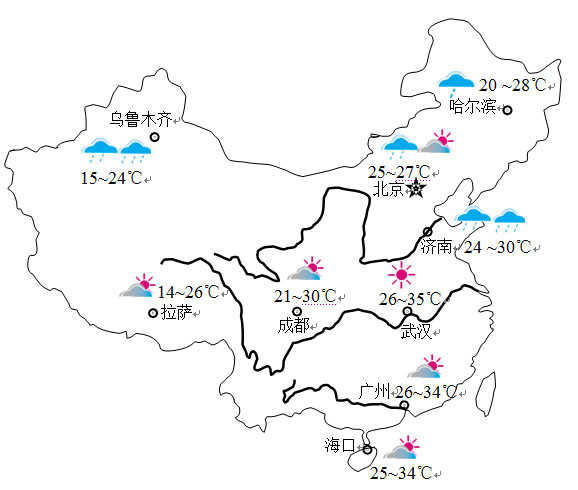 20 ~28℃
哈尔滨
乌鲁木齐
15~24℃
25~27℃
北京
济南 24 ~30℃
14~26℃
拉萨
21~30℃
成都
26~35℃
武汉
广州 26~34℃
海口
25~34℃